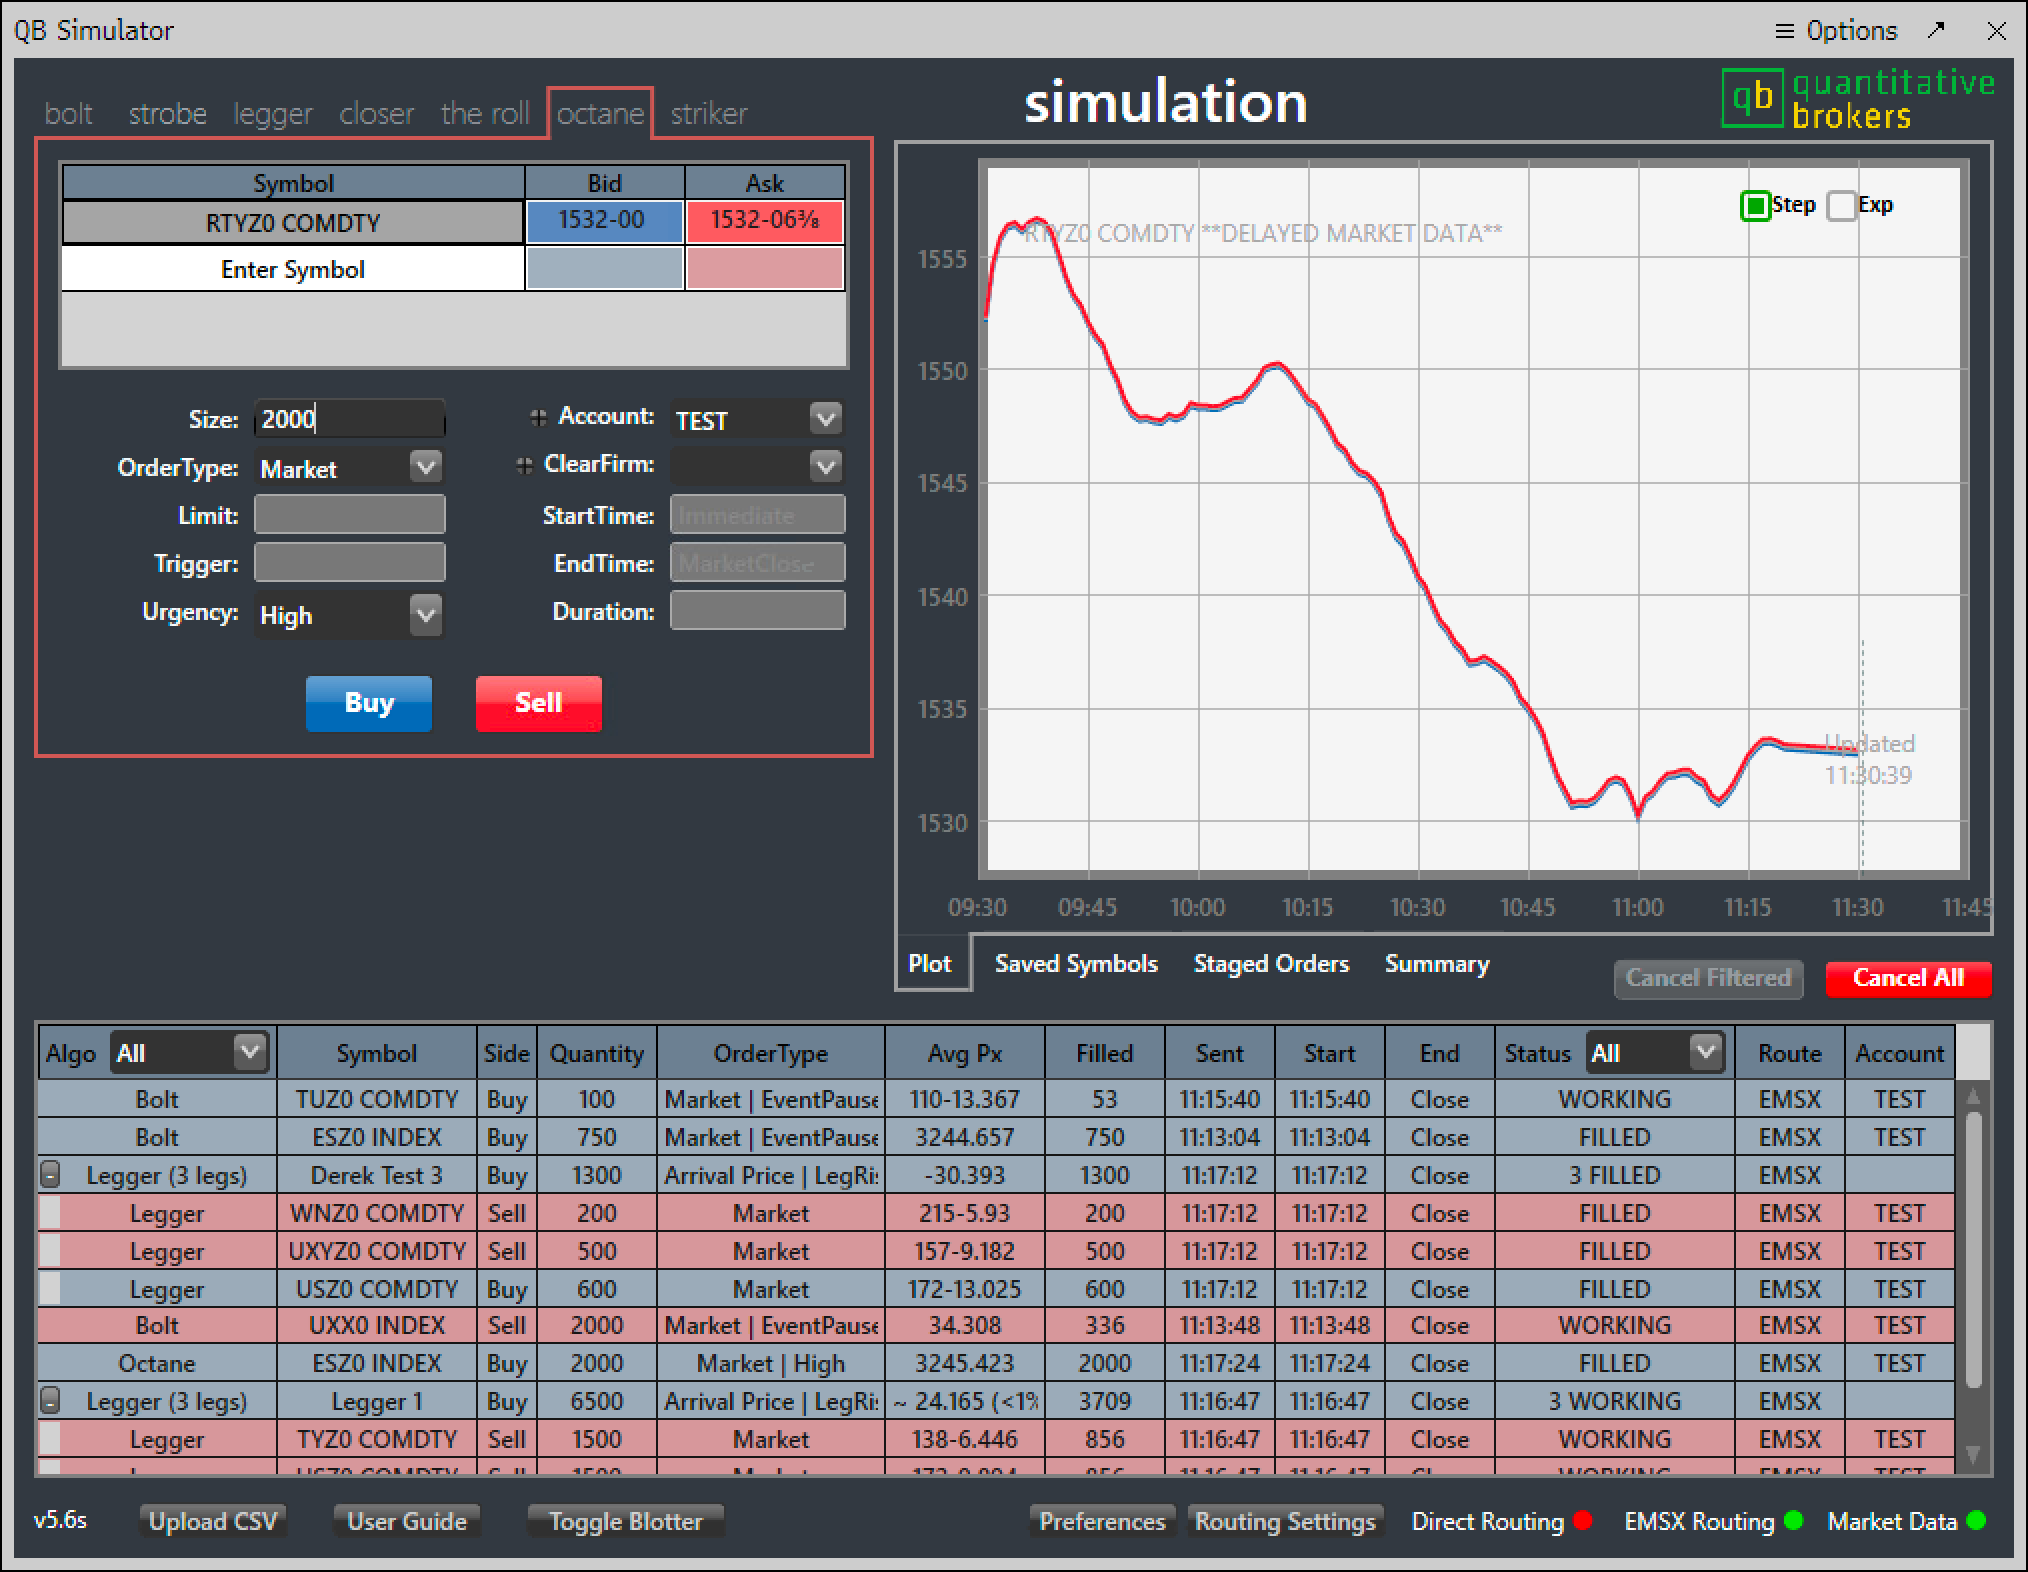 QB Simulator
Options
bolt strobe legger closer the roll octane striker
simulation
qb quantitative brokers
Symbol Bid Ask
RTYZ0 COMDTY 1532-00 1532-06⅜
Enter Symbol
Size: 2000
Account: TEST
OrderType: Market
ClearFirm:
Limit:
StartTime: Immediate
Trigger:
EndTime: MarketClose
Urgency: High
Duration:
Buy Sell
Step Exp
RTYZ0 COMDTY **DELAYED MARKET DATA**
1555
1550
1545
1540
1535
1530
Updated
11:30:39
09:30 09:45 10:00 10:15 10:30 10:45 11:00 11:15 11:30 11:45
Plot Saved Symbols Staged Orders Summary
Cancel Filtered Cancel All
Algo All Symbol Side Quantity OrderType Avg Px Filled Sent Start End Status All Route Account
Bolt TUZ0 COMDTY Buy 100 Market | EventPause 110-13.367 53 11:15:40 11:15:40 Close WORKING EMSX TEST
Bolt ESZ0 INDEX Buy 750 Market | EventPause 3244.657 750 11:13:04 11:13:04 Close FILLED EMSX TEST
- Legger (3 legs) Derek Test 3 Buy 1300 Arrival Price | LegRis -30.393 1300 11:17:12 11:17:12 Close 3 FILLED EMSX
Legger WNZ0 COMDTY Sell 200 Market 215-5.93 200 11:17:12 11:17:12 Close FILLED EMSX TEST
Legger UXYZ0 COMDTY Sell 500 Market 157-9.182 500 11:17:12 11:17:12 Close FILLED EMSX TEST
Legger USZ0 COMDTY Buy 600 Market 172-13.025 600 11:17:12 11:17:12 Close FILLED EMSX TEST
Bolt UXX0 INDEX Sell 2000 Market | EventPause 34.308 336 11:13:48 11:13:48 Close WORKING EMSX TEST
Octane ESZ0 INDEX Buy 2000 Market | High 3245.423 2000 11:17:24 11:17:24 Close FILLED EMSX TEST
- Legger (3 legs) Legger 1 Buy 6500 Arrival Price | LegRis ~ 24.165 (<1% 3709 11:16:47 11:16:47 Close 3 WORKING EMSX
Legger TYZ0 COMDTY Sell 1500 Market 138-6.446 856 11:16:47 11:16:47 Close WORKING EMSX TEST
v5.6s Upload CSV User Guide Toggle Blotter Preferences Routing Settings Direct Routing EMSX Routing Market Data